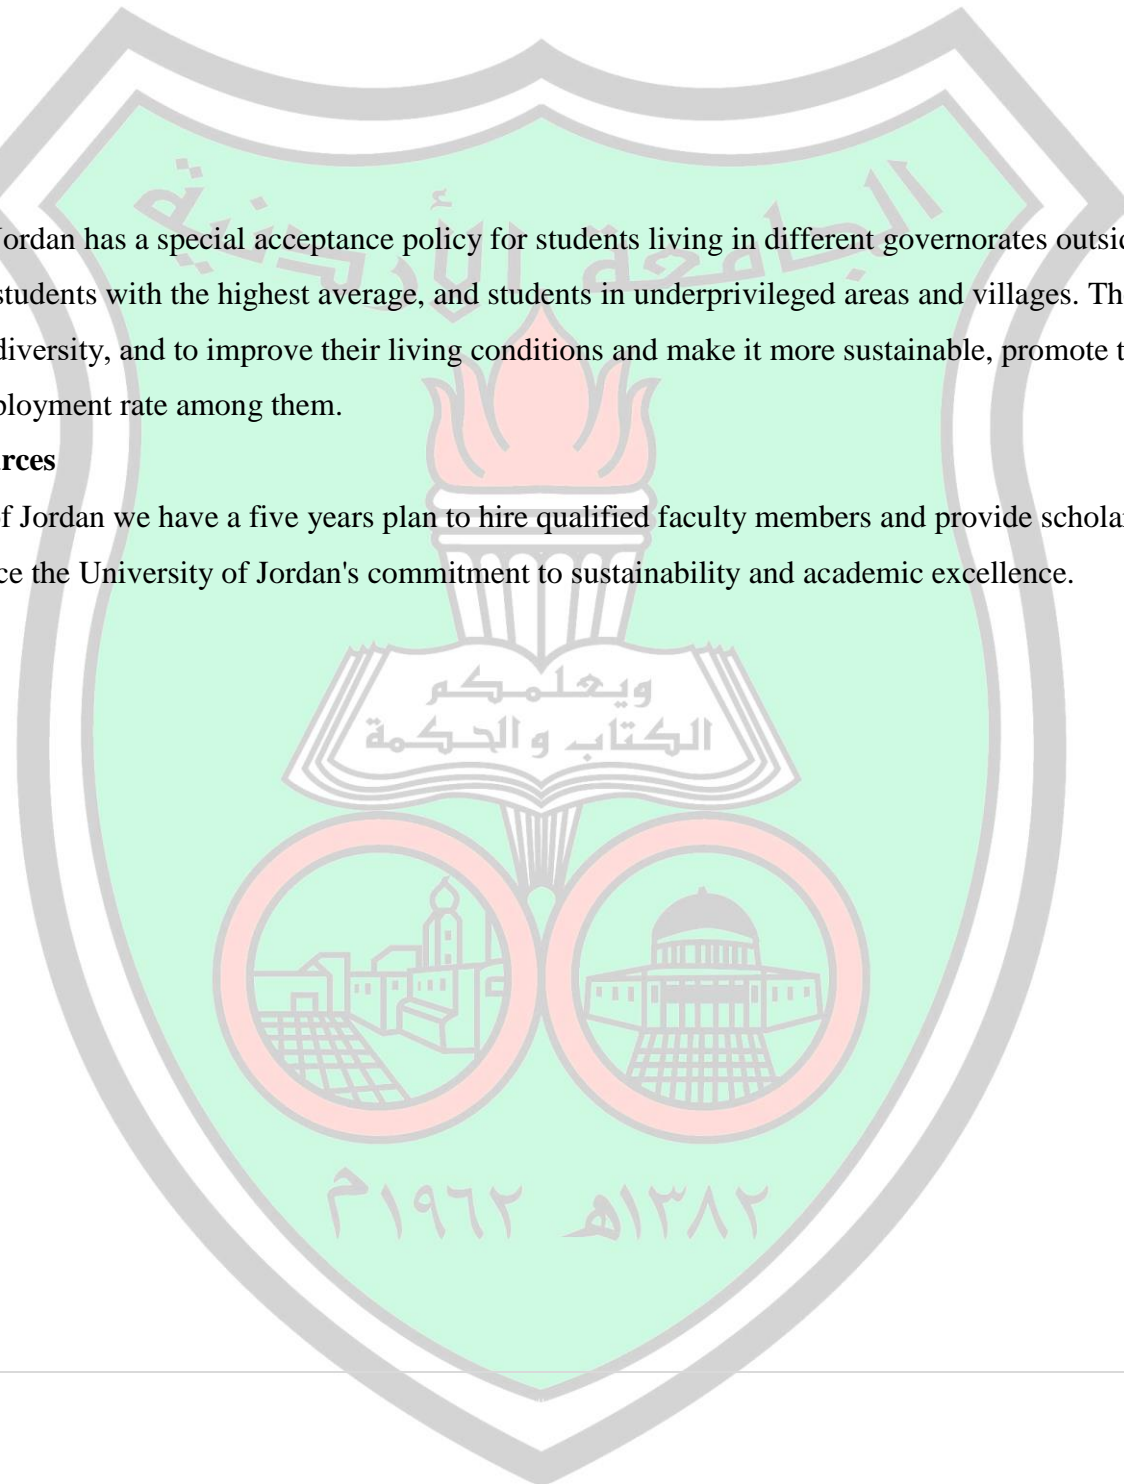 الجامعة الأردنية
Jordan has a special acceptance policy for students living in different governorates outsid
students with the highest average, and students in underprivileged areas and villages. Th
diversity, and to improve their living conditions and make it more sustainable, promote t
ployment rate among them.
rces
f Jordan we have a five years plan to hire qualified faculty members and provide schola
ce the University of Jordan's commitment to sustainability and academic excellence.
ويعلمكم
الكتاب والحكمة
١٣٨٢هـ ١٩٦٢م